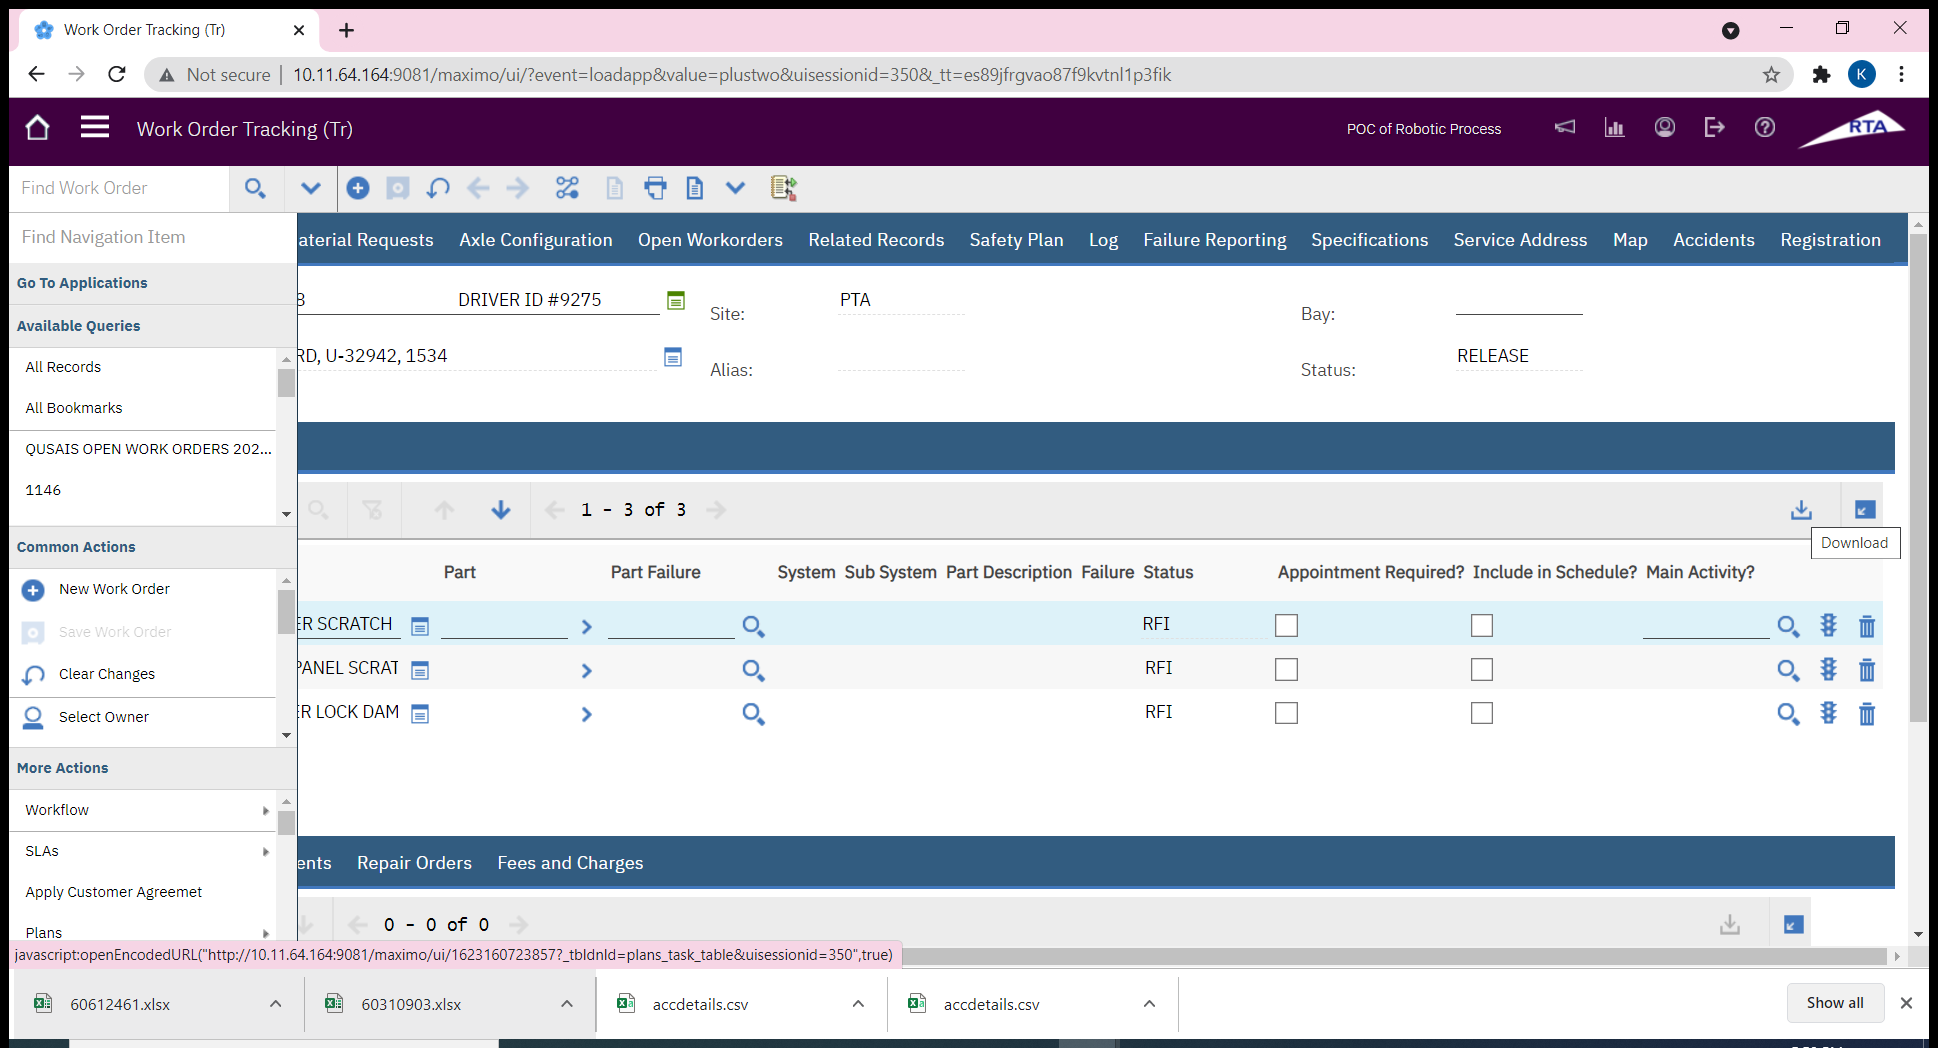 Work Order Tracking (Tr)
Not secure | 10.11.64.164:9081/maximo/ui/?event=loadapp&value=plustwo&uisessionid=350&_tt=es89jfrgvao87f9kvtnl1p3fik
K
Work Order Tracking (Tr)
POC of Robotic Process
RTA
Find Work Order
Find Navigation Item
aterial Requests Axle Configuration Open Workorders Related Records Safety Plan Log Failure Reporting Specifications Service Address Map Accidents Registration
Go To Applications
DRIVER ID #9275
Site:
PTA
Bay:
Available Queries
RD, U-32942, 1534
Alias:
Status:
RELEASE
All Records
All Bookmarks
QUSAIS OPEN WORK ORDERS 202...
1146
1 - 3 of 3
Download
Common Actions
Part Part Failure System Sub System Part Description Failure Status Appointment Required? Include in Schedule? Main Activity?
New Work Order
ER SCRATCH RFI
Save Work Order
PANEL SCRAT RFI
Clear Changes
ER LOCK DAM RFI
Select Owner
More Actions
Workflow
SLAs
ents Repair Orders Fees and Charges
Apply Customer Agreemet
Plans
0 - 0 of 0
javascript:openEncodedURL("http://10.11.64.164:9081/maximo/ui/1623160723857?_tbldnld=plans_task_table&uisessionid=350",true)
60612461.xlsx
60310903.xlsx
accdetails.csv
accdetails.csv
Show all